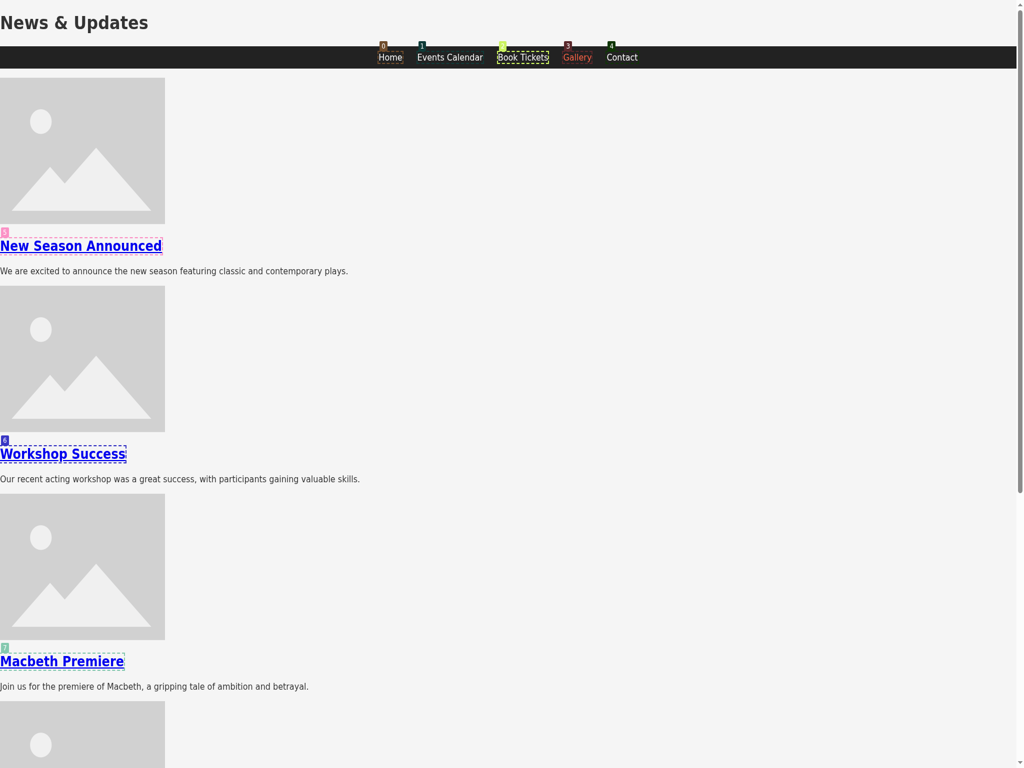 News & Updates
0 1 2 3 4
Home Events Calendar Book Tickets Gallery Contact
5
New Season Announced
We are excited to announce the new season featuring classic and contemporary plays.
6
Workshop Success
Our recent acting workshop was a great success, with participants gaining valuable skills.
7
Macbeth Premiere
Join us for the premiere of Macbeth, a gripping tale of ambition and betrayal.